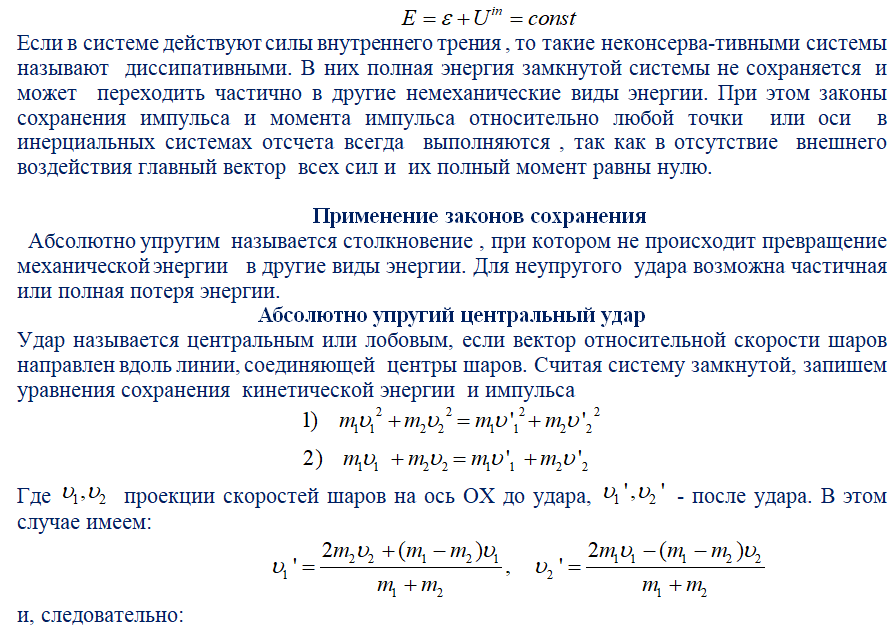 E = ε + Uⁱⁿ = const
Если в системе действуют силы внутреннего трения , то такие неконсерва-тивными системы
называют диссипативными. В них полная энергия замкнутой системы не сохраняется и
может переходить частично в другие немеханические виды энергии. При этом законы
сохранения импульса и момента импульса относительно любой точки или оси в
инерциальных системах отсчета всегда выполняются , так как в отсутствие внешнего
воздействия главный вектор всех сил и их полный момент равны нулю.
Применение законов сохранения
Абсолютно упругим называется столкновение , при котором не происходит превращение
механической энергии в другие виды энергии. Для неупругого удара возможна частичная
или полная потеря энергии.
Абсолютно упругий центральный удар
Удар называется центральным или лобовым, если вектор относительной скорости шаров
направлен вдоль линии, соединяющей центры шаров. Считая систему замкнутой, запишем
уравнения сохранения кинетической энергии и импульса
1) m₁υ₁² + m₂υ₂² = m₁υ'₁² + m₂υ'₂²
2) m₁υ₁ + m₂υ₂ = m₁υ'₁ + m₂υ'₂
Где υ₁,υ₂ проекции скоростей шаров на ось ОХ до удара, υ₁',υ₂' - после удара. В этом
случае имеем:
υ₁' = (2m₂υ₂ + (m₁ − m₂)υ₁)/(m₁ + m₂), υ₂' = (2m₁υ₁ − (m₁ − m₂)υ₂)/(m₁ + m₂)
и, следовательно: